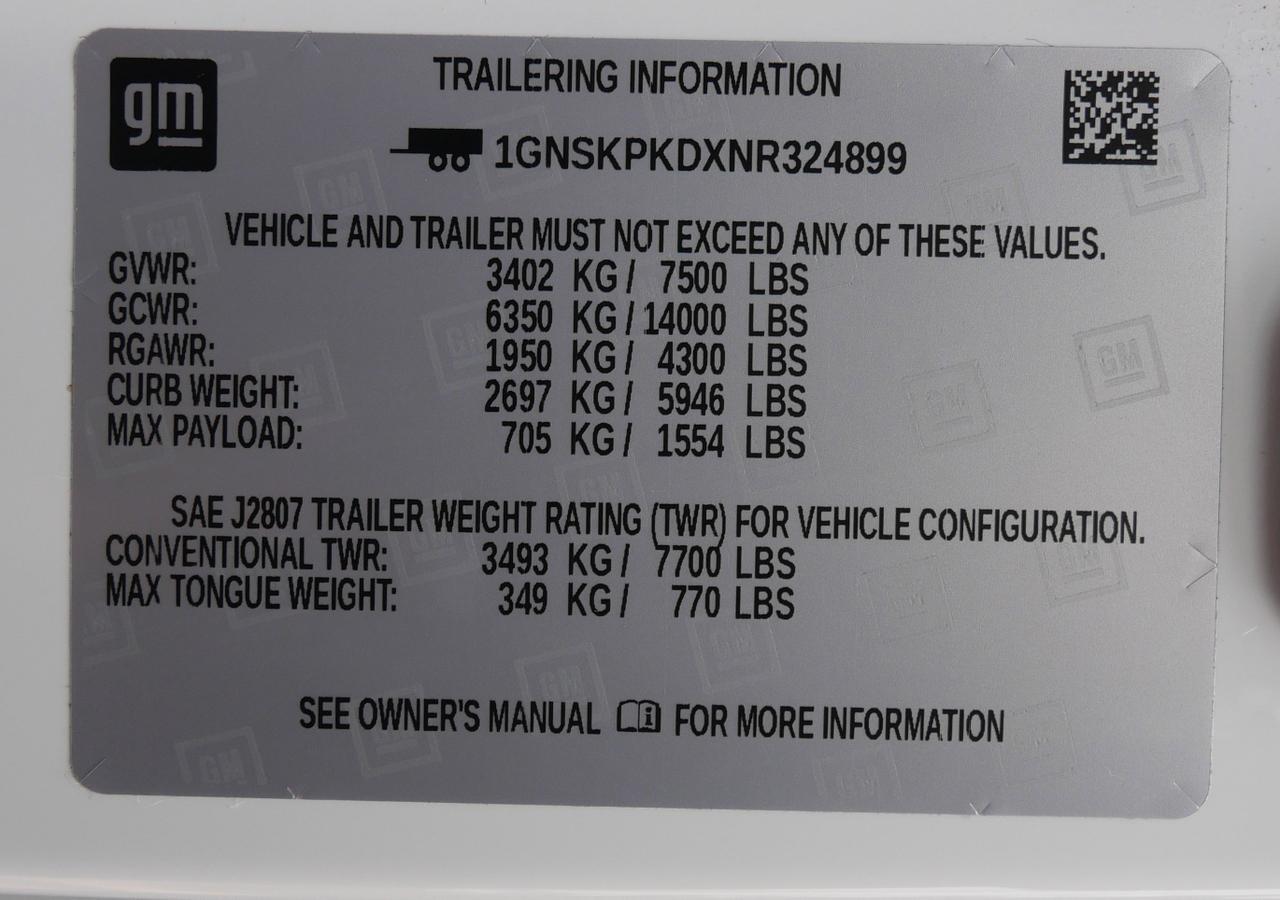 gm
TRAILERING INFORMATION
1GNSKPKDXNR324899
VEHICLE AND TRAILER MUST NOT EXCEED ANY OF THESE VALUES.
GVWR: 3402 KG / 7500 LBS
GCWR: 6350 KG / 14000 LBS
RGAWR: 1950 KG / 4300 LBS
CURB WEIGHT: 2697 KG / 5946 LBS
MAX PAYLOAD: 705 KG / 1554 LBS
SAE J2807 TRAILER WEIGHT RATING (TWR) FOR VEHICLE CONFIGURATION.
CONVENTIONAL TWR: 3493 KG / 7700 LBS
MAX TONGUE WEIGHT: 349 KG / 770 LBS
SEE OWNER'S MANUAL i FOR MORE INFORMATION